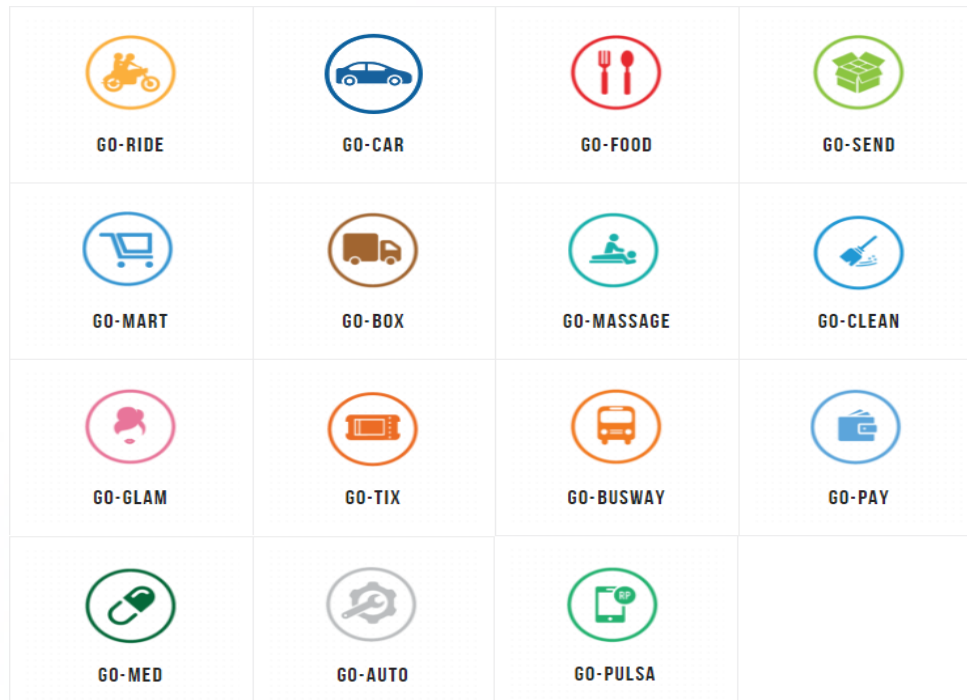 GO-RIDE
GO-CAR
GO-FOOD
GO-SEND
GO-MART
GO-BOX
GO-MASSAGE
GO-CLEAN
GO-GLAM
GO-TIX
GO-BUSWAY
GO-PAY
RP
GO-MED
GO-AUTO
GO-PULSA